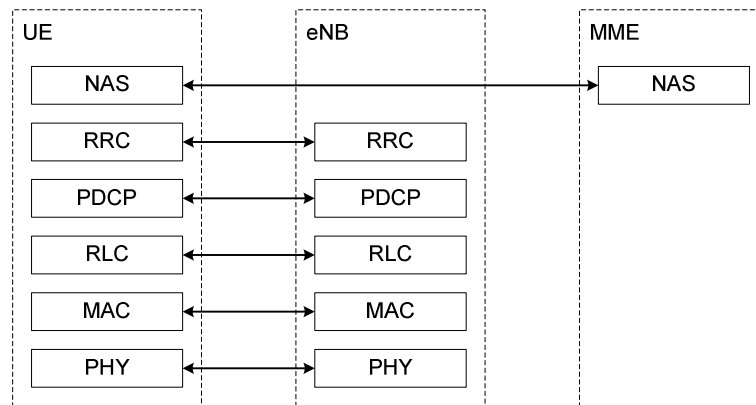 UE eNB MME
NAS NAS
RRC RRC
PDCP PDCP
RLC RLC
MAC MAC
PHY PHY